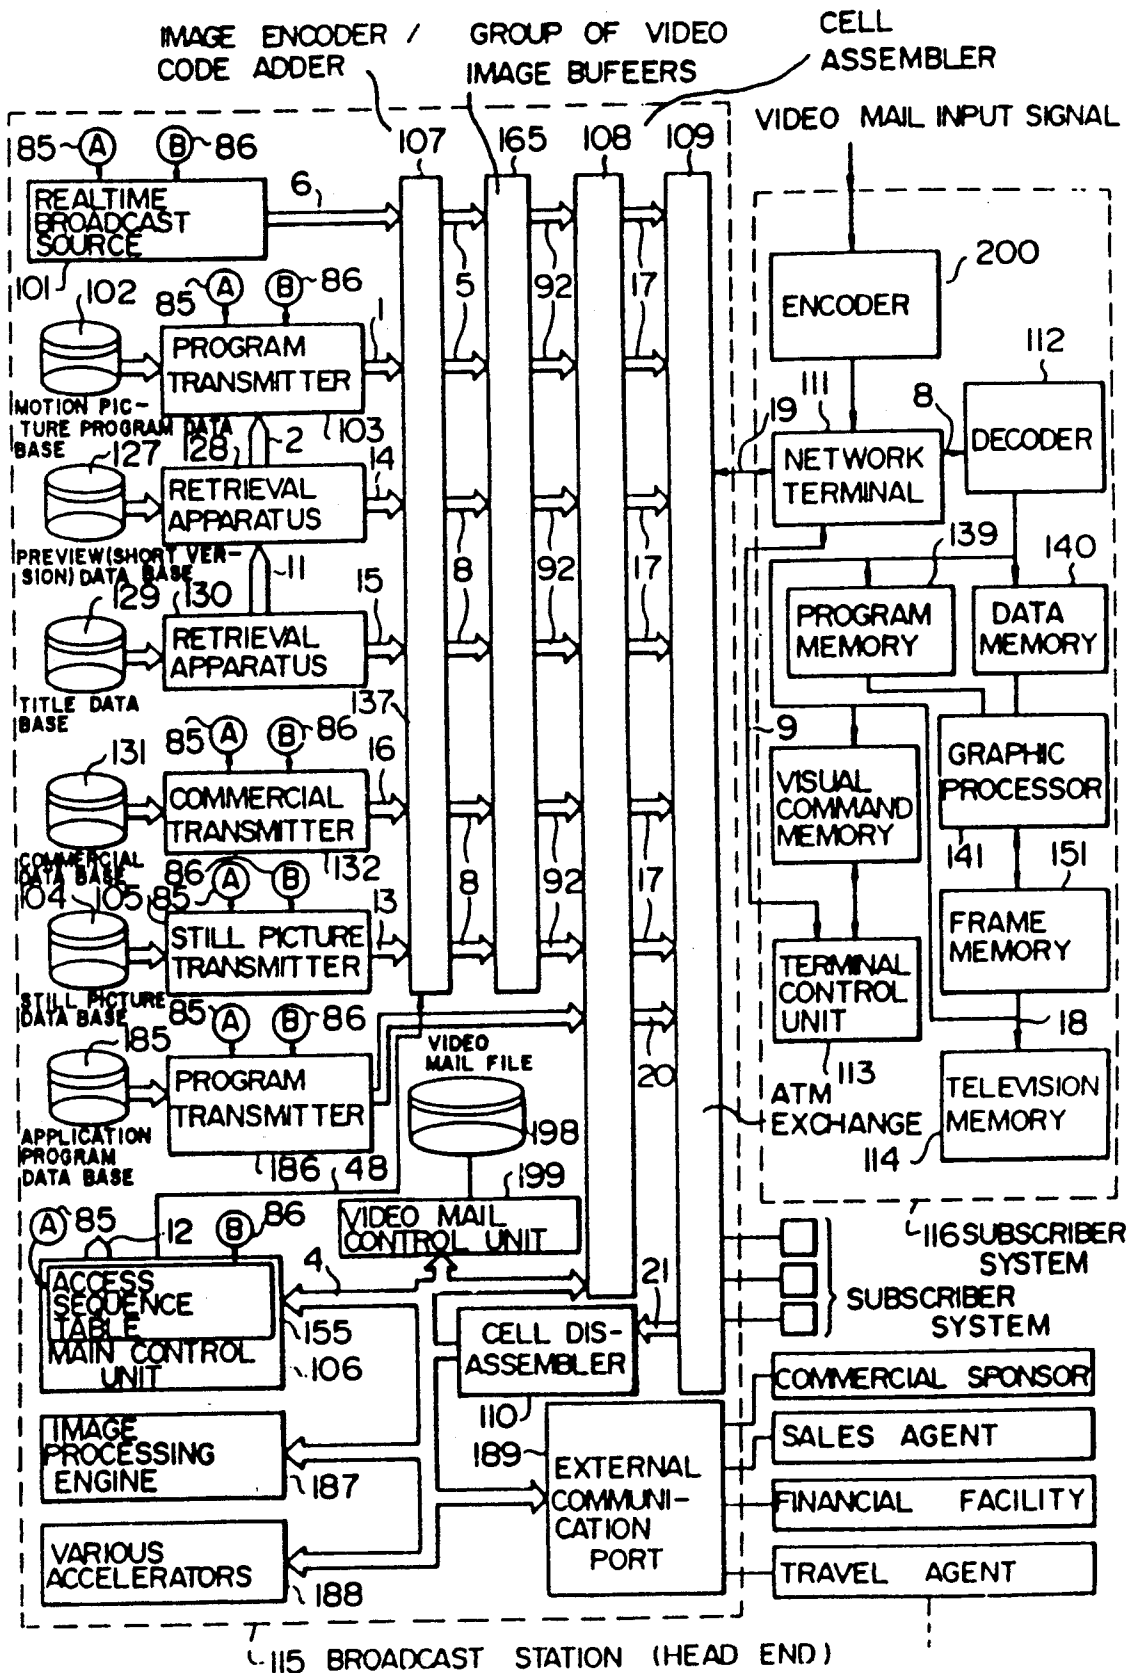 IMAGE ENCODER /
CODE ADDER
GROUP OF VIDEO
IMAGE BUFEERS
CELL
ASSEMBLER
VIDEO MAIL INPUT SIGNAL
107
165
108
109
85
A
B
86
REALTIME
BROADCAST
SOURCE
6
101
5
92
17
102
85
A
B
86
PROGRAM
TRANSMITTER
1
MOTION PIC-
TURE PROGRAM DATA
BASE
103
127
128
2
RETRIEVAL
APPARATUS
14
PREVIEW(SHORT VER-
SION) DATA BASE
11
8
92
17
129
130
RETRIEVAL
APPARATUS
15
TITLE DATA
BASE
137
131
85
A
B
86
COMMERCIAL
TRANSMITTER
16
COMMERCIAL
DATA BASE
132
8
92
17
104
105
85
86
A
B
STILL PICTURE
TRANSMITTER
13
STILL PICTURE
DATA BASE
185
85
A
B
86
PROGRAM
TRANSMITTER
APPLICATION
PROGRAM
DATA BASE
186
48
VIDEO
MAIL FILE
198
20
199
VIDEO MAIL
CONTROL UNIT
A
85
12
B
86
ACCESS
SEQUENCE
TABLE
155
MAIN CONTROL
UNIT
106
4
21
CELL DIS-
ASSEMBLER
110
IMAGE
PROCESSING
ENGINE
187
VARIOUS
ACCELERATORS
188
189
EXTERNAL
COMMUNI-
CATION
PORT
115 BROADCAST STATION (HEAD END)
200
ENCODER
112
111
8
DECODER
19
NETWORK
TERMINAL
139
140
PROGRAM
MEMORY
DATA
MEMORY
9
VISUAL
COMMAND
MEMORY
GRAPHIC
PROCESSOR
141
151
FRAME
MEMORY
TERMINAL
CONTROL
UNIT
113
18
ATM
EXCHANGE
TELEVISION
MEMORY
114
116 SUBSCRIBER
SYSTEM
SUBSCRIBER
SYSTEM
COMMERCIAL SPONSOR
SALES AGENT
FINANCIAL FACILITY
TRAVEL AGENT